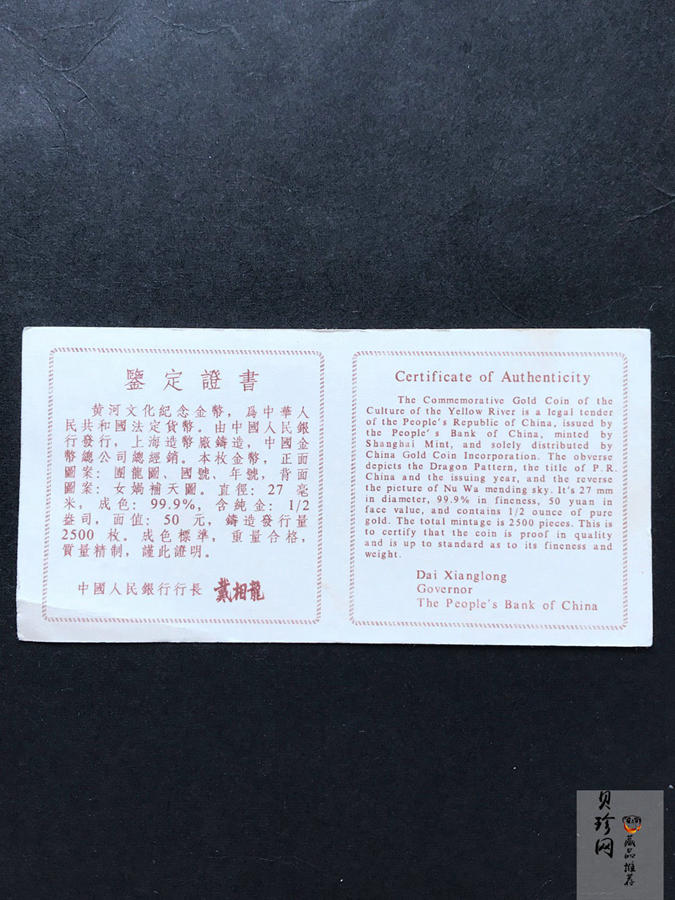 鑒定證書
黄河文化紀念金幣，爲中華人
民共和國法定貨幣。由中國人民銀
行發行，上海造幣廠鑄造，中國金
幣總公司總經銷。本枚金幣，正面
圖案：團龍圖、國號、年號，背面
圖案：女媧補天圖。直徑：27 毫
米，成色：99.9%，含純金：1/2
盎司，面值：50 元，鑄造發行量
2500 枚。成色標準，重量合格，
質量精制，謹此證明。
中國人民銀行行長 戴相龍
Certificate of Authenticity
The Commemorative Gold Coin of the
Culture of the Yellow River is a legal tender
of the People's Republic of China, issued by
the People's Bank of China, minted by
Shanghai Mint, and solely distributed by
China Gold Coin Incorporation. The obverse
depicts the Dragon Pattern, the title of P.R.
China and the issuing year, and the reverse
the picture of Nu Wa mending sky. It's 27 mm
in diameter, 99.9% in fineness, 50 yuan in
face value, and contains 1/2 ounce of pure
gold. The total mintage is 2500 pieces. This is
to certify that the coin is proof in quality
and is up to standard as to its fineness and
weight.
Dai Xianglong
Governor
The People's Bank of China
贝珍网
藏品推荐